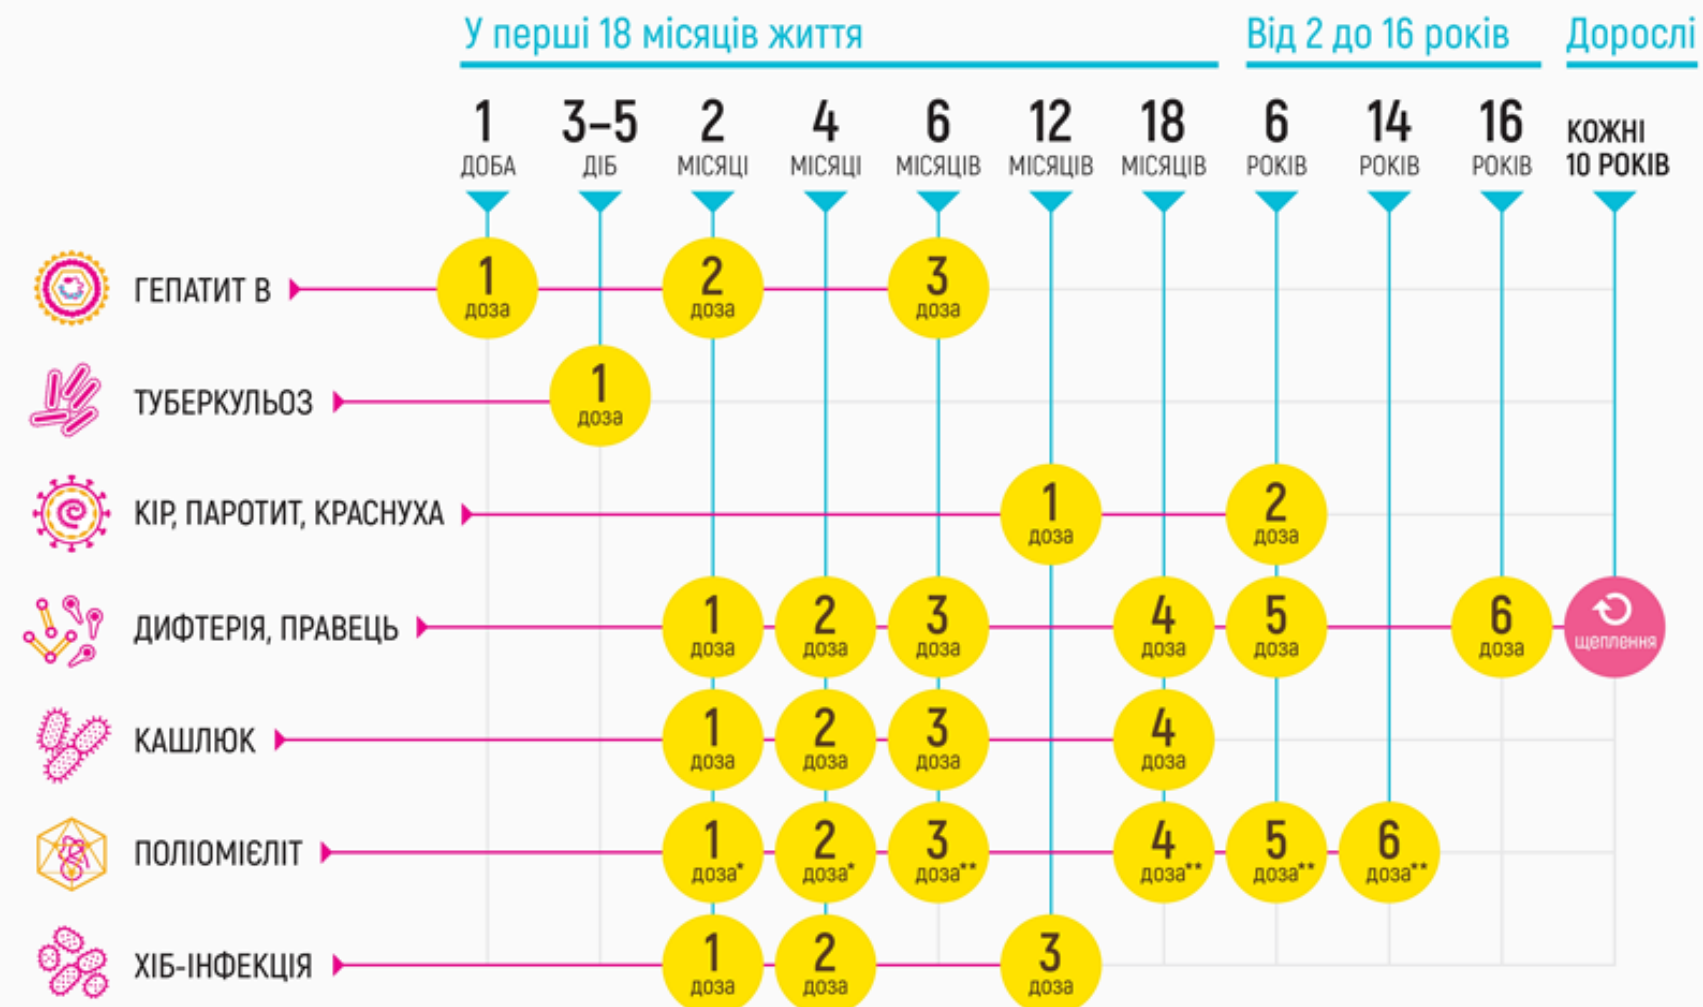 У перші 18 місяців життя Від 2 до 16 років Дорослі
1 3–5 2 4 6 12 18 6 14 16 КОЖНІ
ДОБА ДІБ МІСЯЦІ МІСЯЦІ МІСЯЦІВ МІСЯЦІВ МІСЯЦІВ РОКІВ РОКІВ РОКІВ 10 РОКІВ
ГЕПАТИТ В 1 доза 2 доза 3 доза
ТУБЕРКУЛЬОЗ 1 доза
КІР, ПАРОТИТ, КРАСНУХА 1 доза 2 доза
ДИФТЕРІЯ, ПРАВЕЦЬ 1 доза 2 доза 3 доза 4 доза 5 доза 6 доза щеплення
КАШЛЮК 1 доза 2 доза 3 доза 4 доза
ПОЛІОМІЄЛІТ 1 доза* 2 доза* 3 доза** 4 доза** 5 доза** 6 доза**
ХІБ-ІНФЕКЦІЯ 1 доза 2 доза 3 доза